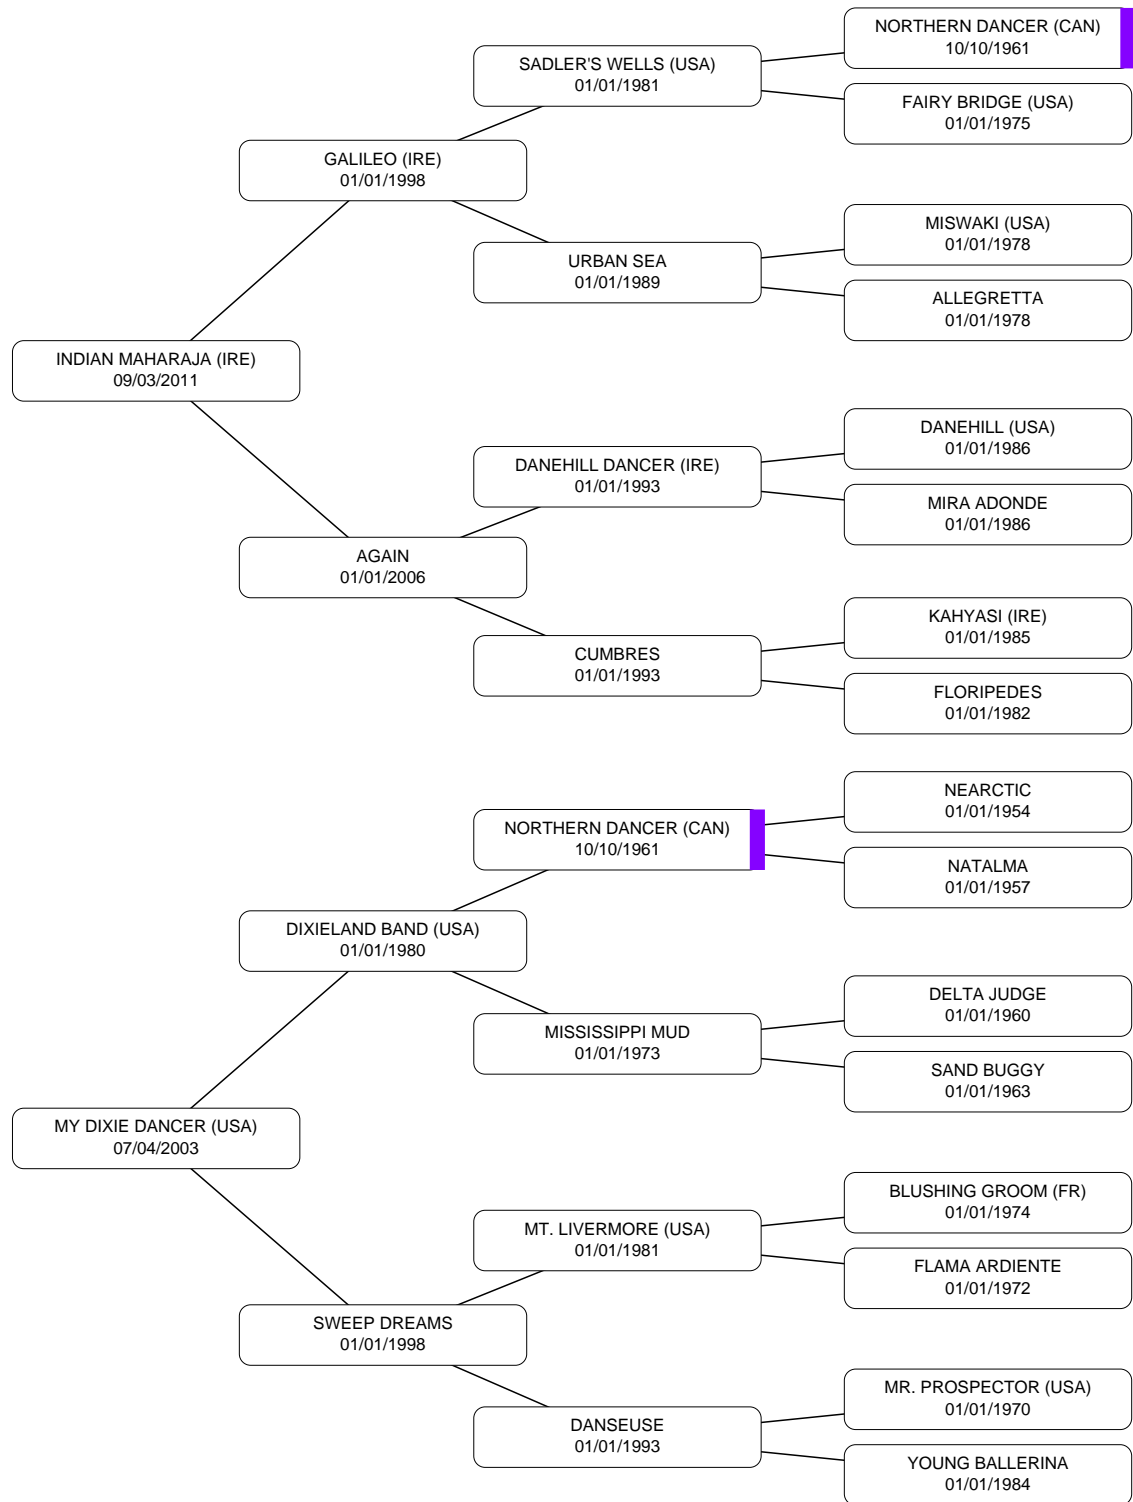 NORTHERN DANCER (CAN)
10/10/1961
SADLER'S WELLS (USA)
01/01/1981
FAIRY BRIDGE (USA)
01/01/1975
GALILEO (IRE)
01/01/1998
MISWAKI (USA)
01/01/1978
URBAN SEA
01/01/1989
ALLEGRETTA
01/01/1978
INDIAN MAHARAJA (IRE)
09/03/2011
DANEHILL (USA)
01/01/1986
DANEHILL DANCER (IRE)
01/01/1993
MIRA ADONDE
01/01/1986
AGAIN
01/01/2006
KAHYASI (IRE)
01/01/1985
CUMBRES
01/01/1993
FLORIPEDES
01/01/1982
NEARCTIC
01/01/1954
NORTHERN DANCER (CAN)
10/10/1961
NATALMA
01/01/1957
DIXIELAND BAND (USA)
01/01/1980
DELTA JUDGE
01/01/1960
MISSISSIPPI MUD
01/01/1973
SAND BUGGY
01/01/1963
MY DIXIE DANCER (USA)
07/04/2003
BLUSHING GROOM (FR)
01/01/1974
MT. LIVERMORE (USA)
01/01/1981
FLAMA ARDIENTE
01/01/1972
SWEEP DREAMS
01/01/1998
MR. PROSPECTOR (USA)
01/01/1970
DANSEUSE
01/01/1993
YOUNG BALLERINA
01/01/1984